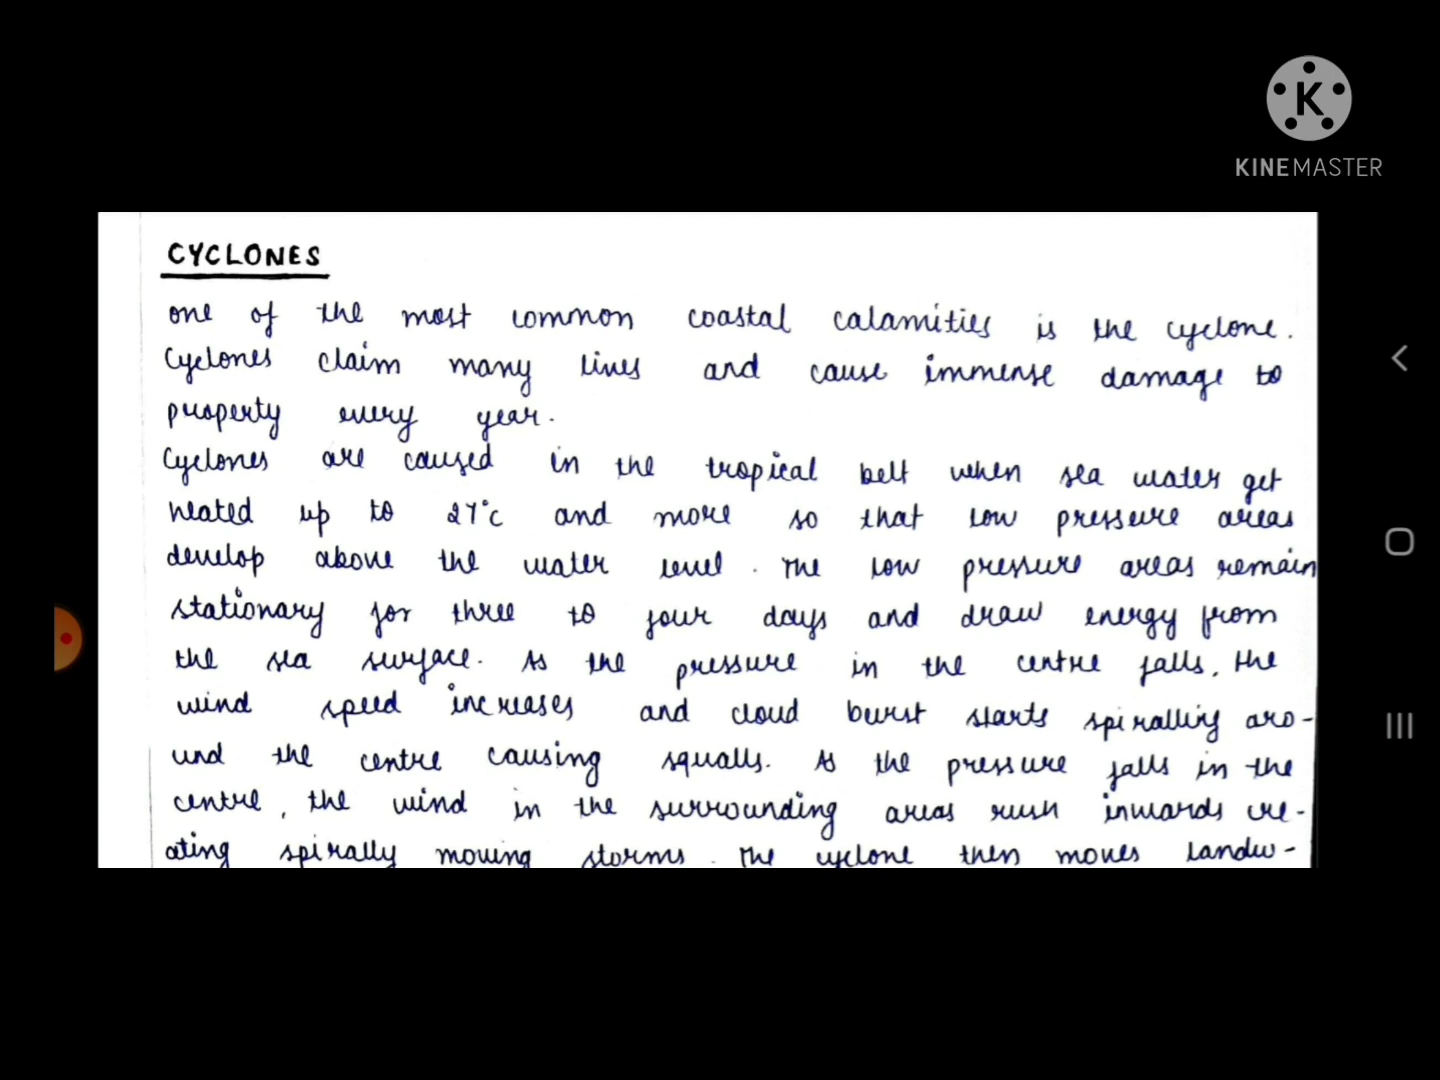 KINEMASTER
CYCLONES
one of the most common coastal calamities is the cyclone.
Cyclones claim many lives and cause immense damage to
property every year.
Cyclones are caused in the tropical belt when sea water get
heated up to 27°c and more so that low pressure areas
develop above the water level. The low pressure areas remain
stationary for three to four days and draw energy from
the sea surface. As the pressure in the centre falls, the
wind speed increases and cloud burst starts spiralling aro-
und the centre causing squalls. As the pressure falls in the
centre, the wind in the surrounding areas rush inwards cre-
ating spirally moving storms. The cyclone then moves landw-